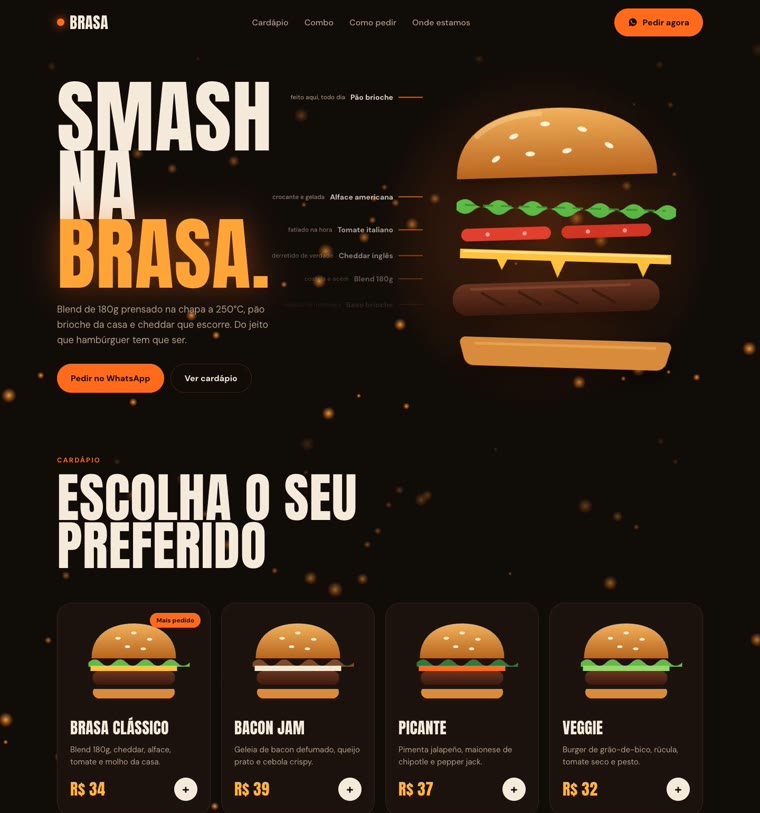 BRASA
Cardápio Combo Como pedir Onde estamos
Pedir agora
SMASH
NA
BRASA.
feito aqui, todo dia Pão brioche
crocante e gelada Alface americana
fatiado na hora Tomate italiano
derretido de verdade Cheddar inglês
Blend 180g
Base brioche
Blend de 180g prensado na chapa a 250°C, pão
brioche da casa e cheddar que escorre. Do jeito
que hambúrguer tem que ser.
Pedir no WhatsApp Ver cardápio
CARDÁPIO
ESCOLHA O SEU
PREFERIDO
Mais pedido
BRASA CLÁSSICO
Blend 180g, cheddar, alface,
tomate e molho da casa.
R$ 34
+
BACON JAM
Geleia de bacon defumado, queijo
prato e cebola crispy.
R$ 39
+
PICANTE
Pimenta jalapeño, maionese de
chipotle e pepper jack.
R$ 37
+
VEGGIE
Burger de grão-de-bico, rúcula,
tomate seco e pesto.
R$ 32
+